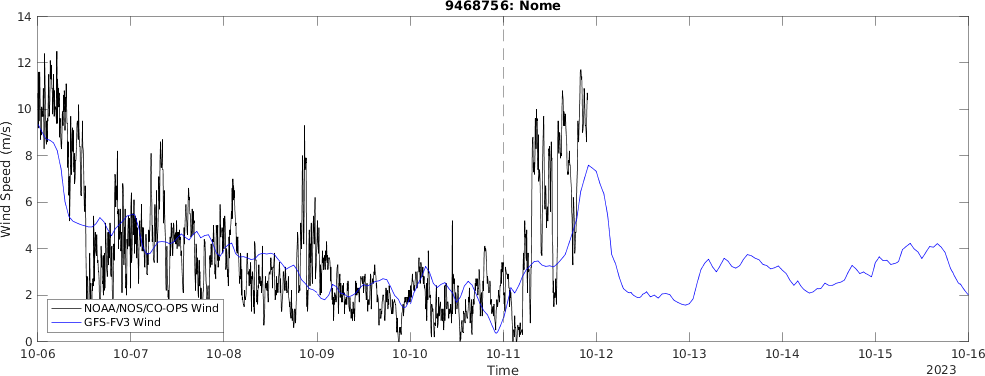 9468756: Nome
14
12
10
8
6
4
2
0
Wind Speed (m/s)
NOAA/NOS/CO-OPS Wind
GFS-FV3 Wind
10-06 10-07 10-08 10-09 10-10 10-11 10-12 10-13 10-14 10-15 10-16
Time
2023